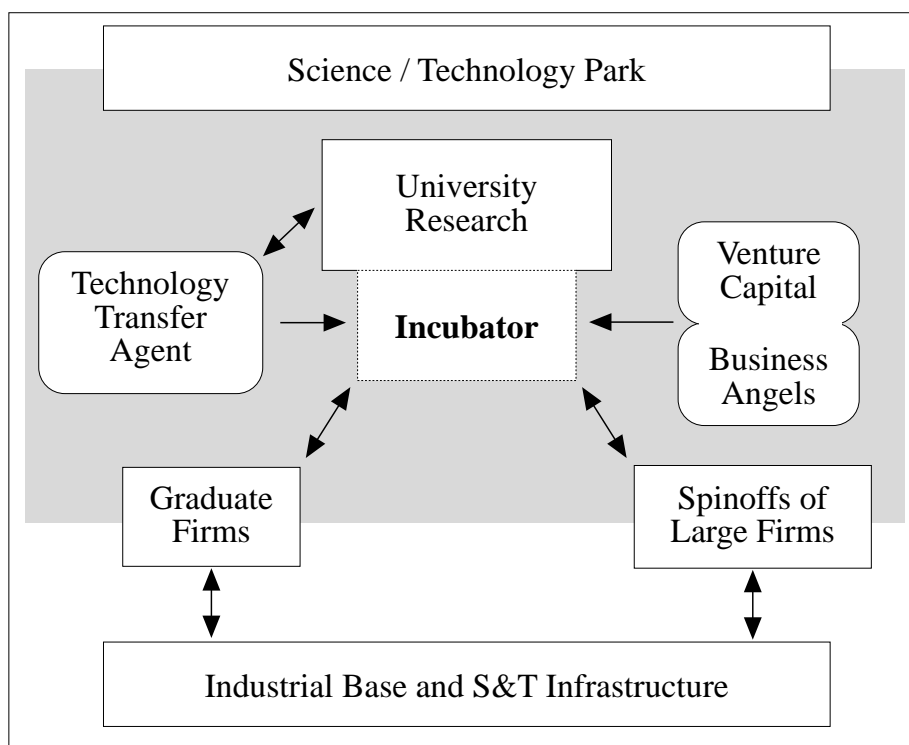 Science / Technology Park
University
Research
Technology
Transfer
Agent
Incubator
Venture
Capital
Business
Angels
Graduate
Firms
Spinoffs of
Large Firms
Industrial Base and S&T Infrastructure